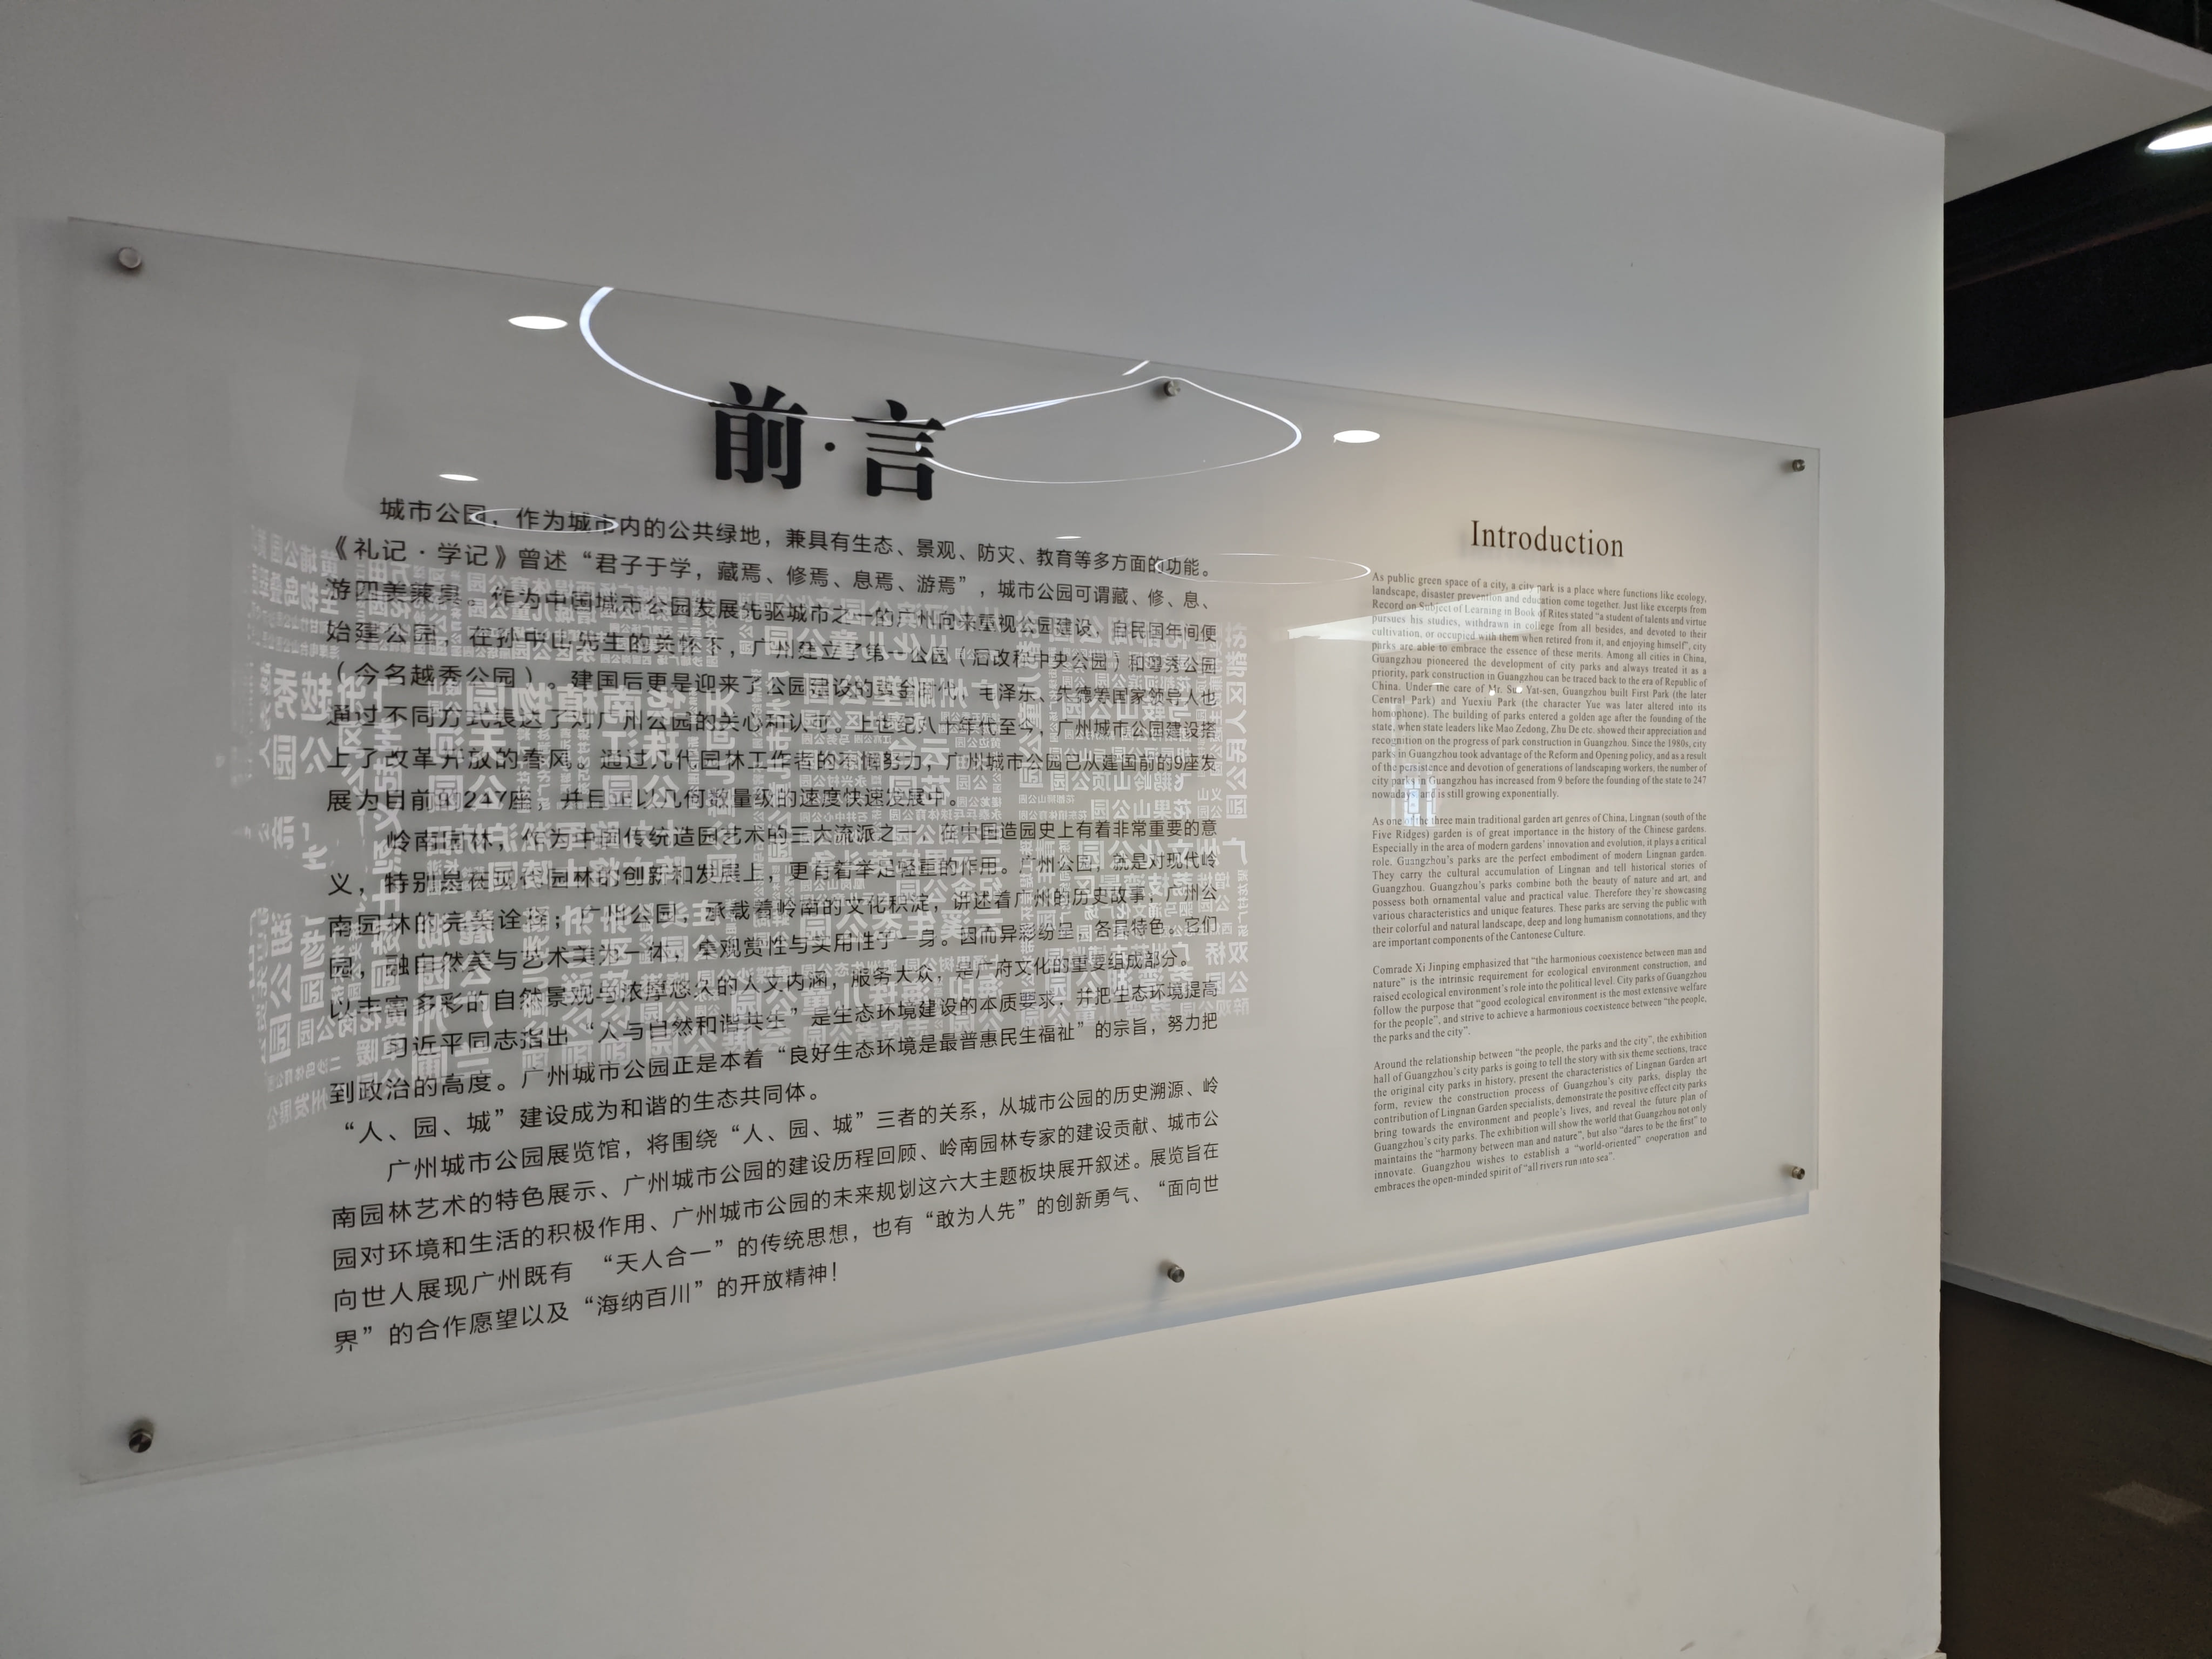 前·言
城市公园，作为城市内的公共绿地，兼具有生态、景观、防灾、教育等多方面的功能。
《礼记·学记》曾述“君子于学，藏焉、修焉、息焉、游焉”，城市公园可谓藏、修、息、
游四美兼具。作为中国城市公园发展先驱城市之一的广州向来重视公园建设，自民国年间便
始建公园，在孙中山先生的关怀下，广州建立了第一公园（后改称中央公园）和粤秀公园
（今名越秀公园）。建国后更是迎来了公园建设的黄金时代，毛泽东、朱德等国家领导人也
通过不同方式表达了对广州公园的关心和认可。上世纪八十年代至今，广州城市公园建设搭
上了改革开放的春风。通过几代园林工作者的不懈努力，广州城市公园已从建国前的9座发
展为目前的247座，并且正以几何数量级的速度快速发展中。
岭南园林，作为中国传统造园艺术的三大流派之一，在中国造园史上有着非常重要的意
义，特别是在现代园林的创新和发展上，更有着举足轻重的作用。广州公园，就是对现代岭
南园林的完美诠释；广州公园，承载着岭南的文化积淀，讲述着广州的历史故事；广州公
园，融自然美与艺术美为一体，集观赏性与实用性于一身。因而异彩纷呈，各具特色。它们
以丰富多彩的自然景观与浓厚悠久的人文内涵，服务大众，是广府文化的重要组成部分。
习近平同志指出“人与自然和谐共生”是生态环境建设的本质要求，并把生态环境提高
到政治的高度。广州城市公园正是本着“良好生态环境是最普惠民生福祉”的宗旨，努力把
“人、园、城”建设成为和谐的生态共同体。
广州城市公园展览馆，将围绕“人、园、城”三者的关系，从城市公园的历史溯源、岭
南园林艺术的特色展示、广州城市公园的建设历程回顾、岭南园林专家的建设贡献、城市公
园对环境和生活的积极作用、广州城市公园的未来规划这六大主题板块展开叙述。展览旨在
向世人展现广州既有 “天人合一”的传统思想，也有“敢为人先”的创新勇气、“面向世
界”的合作愿望以及“海纳百川”的开放精神！
Introduction
As public green space of a city, a city park is a place where functions like ecology,
landscape, disaster prevention and education come together. Just like excerpts from
Record on Subject of Learning in Book of Rites stated “a student of talents and virtue
pursues his studies, withdrawn in college from all besides, and devoted to their
cultivation, or occupied with them when retired from it, and enjoying himself”, city
parks are able to embrace the essence of these merits. Among all cities in China,
Guangzhou pioneered the development of city parks and always treated it as a
priority, park construction in Guangzhou can be traced back to the era of Republic of
China. Under the care of Mr. Sun Yat-sen, Guangzhou built First Park (the later
Central Park) and Yuexiu Park (the character Yue was later altered into its
homophone). The building of parks entered a golden age after the founding of the
state, when state leaders like Mao Zedong, Zhu De etc. showed their appreciation and
recognition on the progress of park construction in Guangzhou. Since the 1980s, city
parks in Guangzhou took advantage of the Reform and Opening policy, and as a result
of the persistence and devotion of generations of landscaping workers, the number of
city parks in Guangzhou has increased from 9 before the founding of the state to 247
nowadays and is still growing exponentially.
As one of the three main traditional garden art genres of China, Lingnan (south of the
Five Ridges) garden is of great importance in the history of the Chinese gardens.
Especially in the area of modern gardens’ innovation and evolution, it plays a critical
role. Guangzhou’s parks are the perfect embodiment of modern Lingnan garden.
They carry the cultural accumulation of Lingnan and tell historical stories of
Guangzhou. Guangzhou’s parks combine both the beauty of nature and art, and
possess both ornamental value and practical value. Therefore they’re showcasing
various characteristics and unique features. These parks are serving the public with
their colorful and natural landscape, deep and long humanism connotations, and they
are important components of the Cantonese Culture.
Comrade Xi Jinping emphasized that “the harmonious coexistence between man and
nature” is the intrinsic requirement for ecological environment construction, and
raised ecological environment’s role into the political level. City parks of Guangzhou
follow the purpose that “good ecological environment is the most extensive welfare
for the people”, and strive to achieve a harmonious coexistence between “the people,
the parks and the city”.
Around the relationship between “the people, the parks and the city”, the exhibition
hall of Guangzhou’s city parks is going to tell the story with six theme sections, trace
the original city parks in history, present the characteristics of Lingnan Garden art
form, review the construction process of Guangzhou’s city parks, display the
contribution of Lingnan Garden specialists, demonstrate the positive effect city parks
bring towards the environment and people’s lives, and reveal the future plan of
Guangzhou’s city parks. The exhibition will show the world that Guangzhou not only
maintains the “harmony between man and nature”, but also “dares to be the first” to
innovate. Guangzhou wishes to establish a “world-oriented” cooperation and
embraces the open-minded spirit of “all rivers run into sea”.